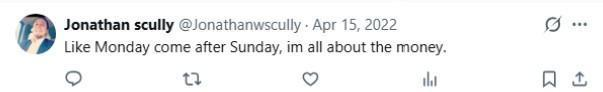 Jonathan scully @Jonathanwscully · Apr 15, 2022
Like Monday come after Sunday, im all about the money.